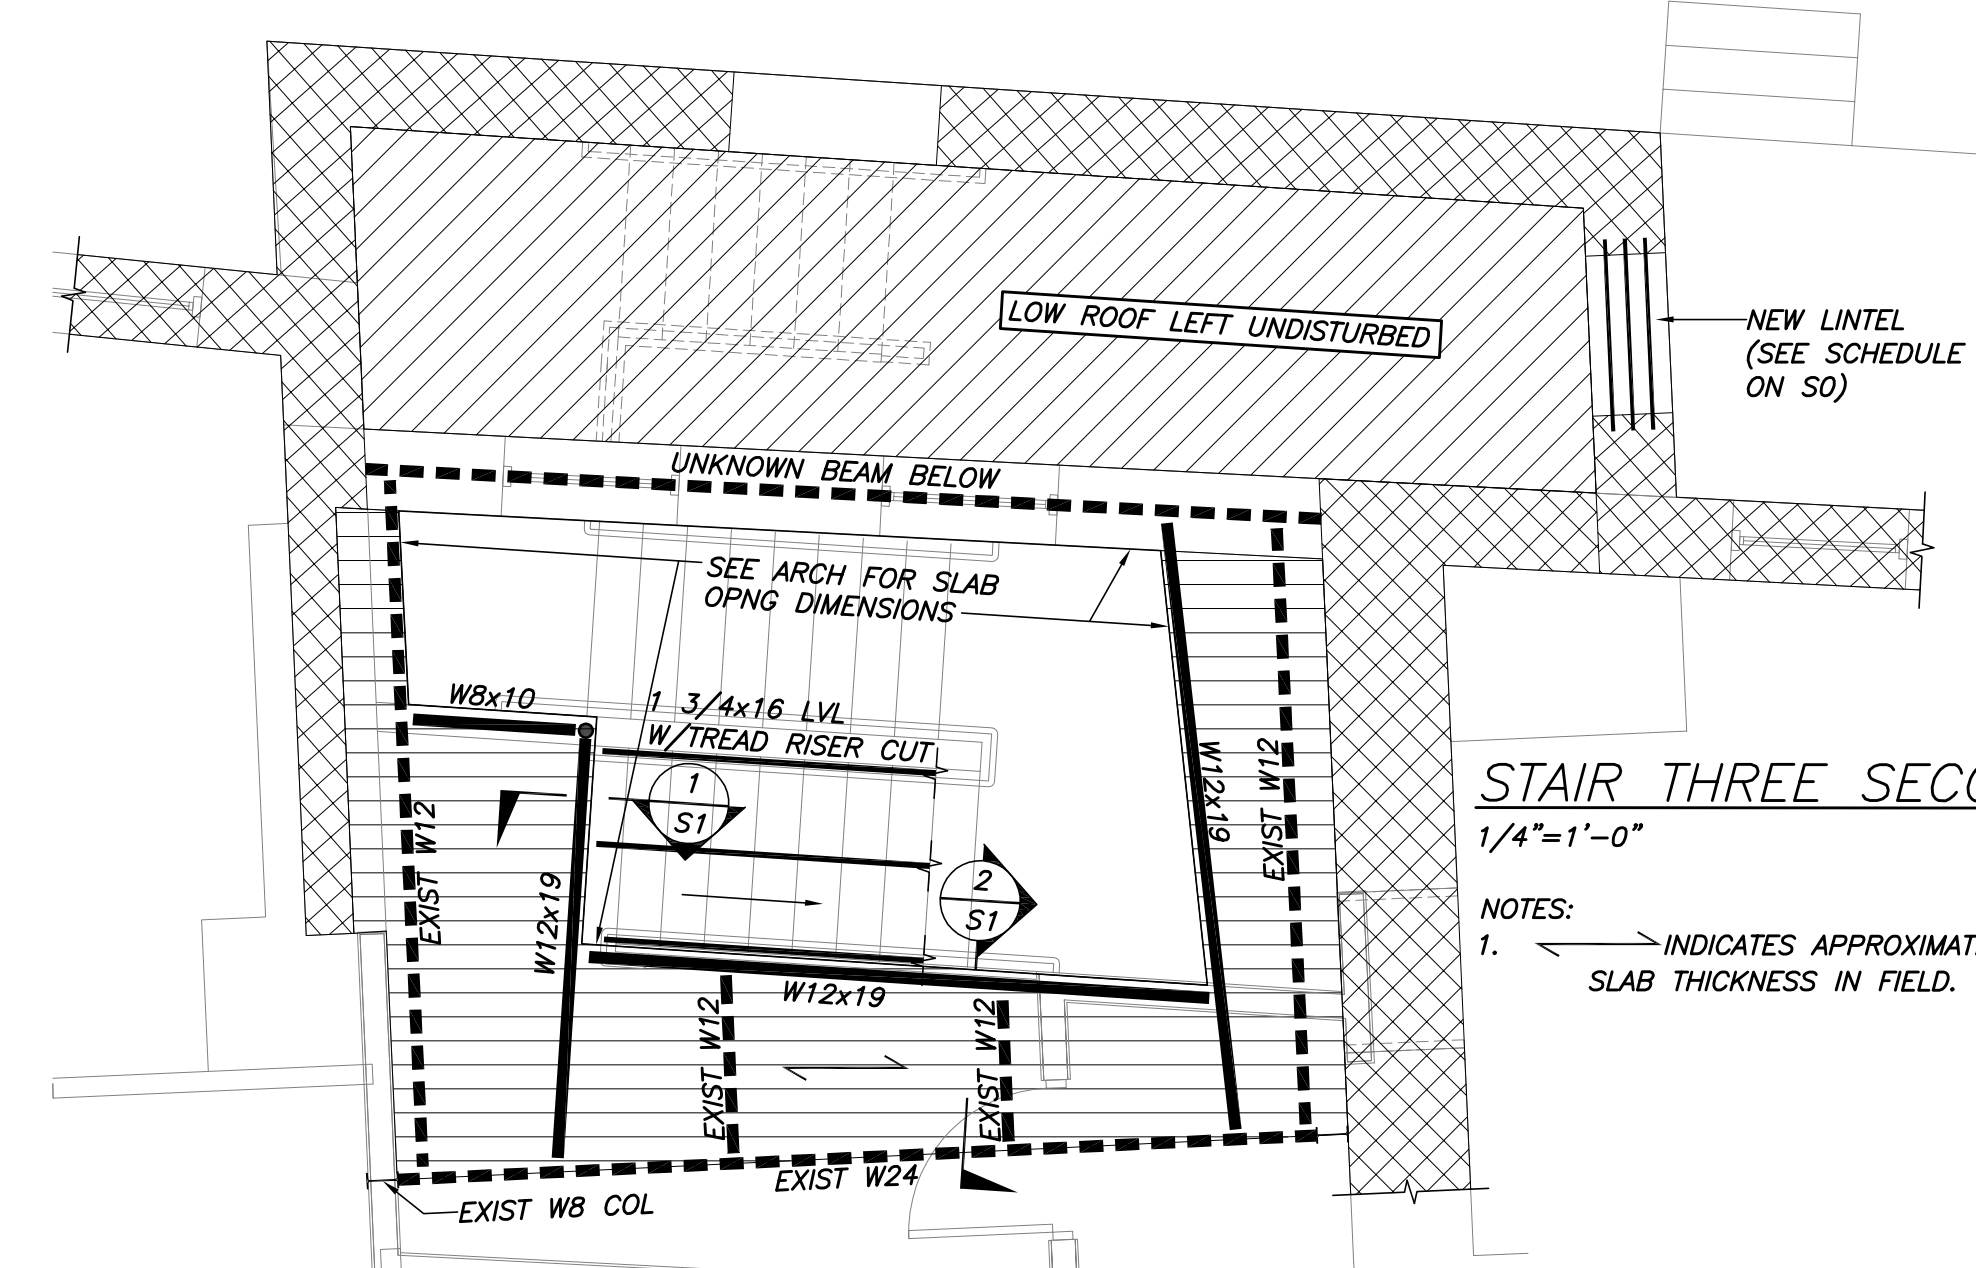 LOW ROOF LEFT UNDISTURBED
NEW LINTEL
(SEE SCHEDULE
ON S0)
UNKNOWN BEAM BELOW
SEE ARCH FOR SLAB
OPNG DIMENSIONS
W8x10
1 3/4x16 LVL
W/TREAD RISER CUT
1
S1
2
S1
W12x19
EXIST W12
EXIST W12
W12x19
W12x19
EXIST W12
EXIST W12
EXIST W24
EXIST W8 COL
STAIR THREE
1/4"=1'-0"
NOTES:
1. INDICATES
SLAB THICKNESS IN FIELD.